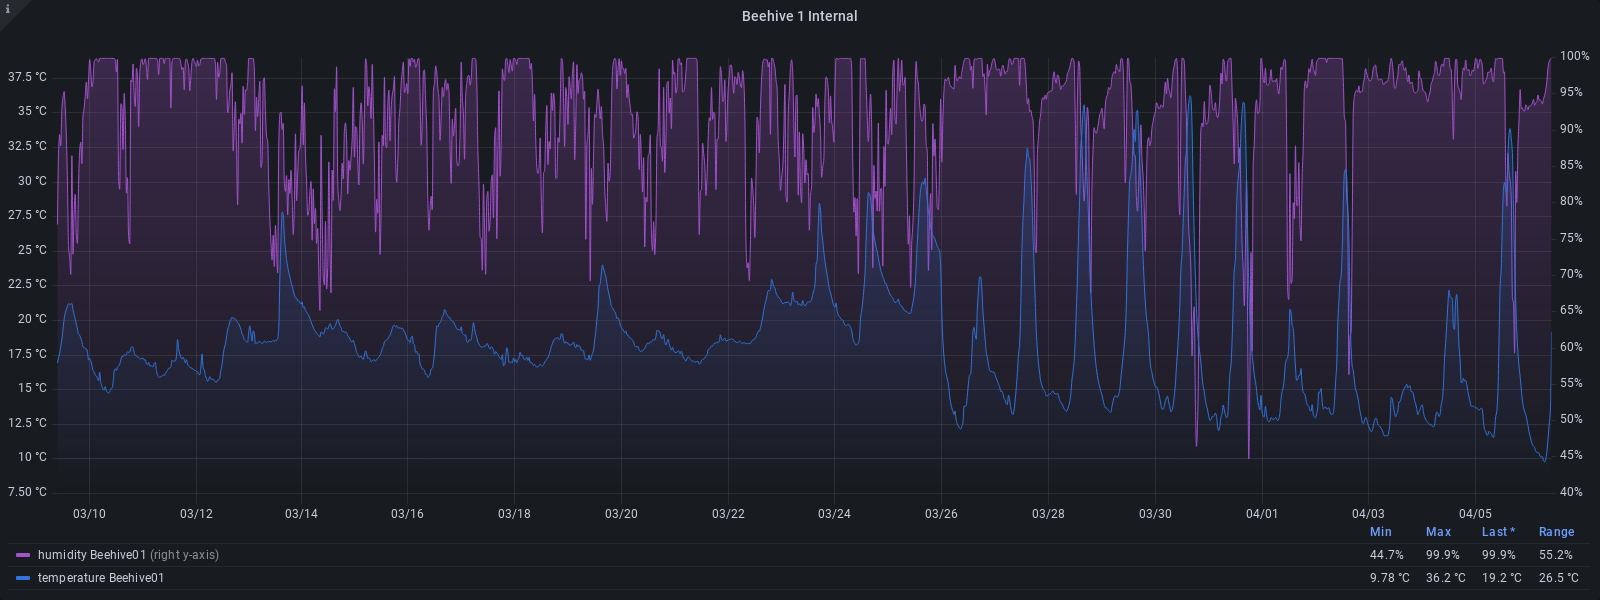 i
Beehive 1 Internal
100%
37.5 °C
95%
35 °C
90%
32.5 °C
85%
30 °C
80%
27.5 °C
75%
25 °C
70%
22.5 °C
65%
20 °C
60%
17.5 °C
55%
15 °C
50%
12.5 °C
45%
10 °C
7.50 °C 40%
03/10 03/12 03/14 03/16 03/18 03/20 03/22 03/24 03/26 03/28 03/30 04/01 04/03 04/05
Min Max Last * Range
humidity Beehive01 (right y-axis) 44.7% 99.9% 99.9% 55.2%
temperature Beehive01 9.78 °C 36.2 °C 19.2 °C 26.5 °C